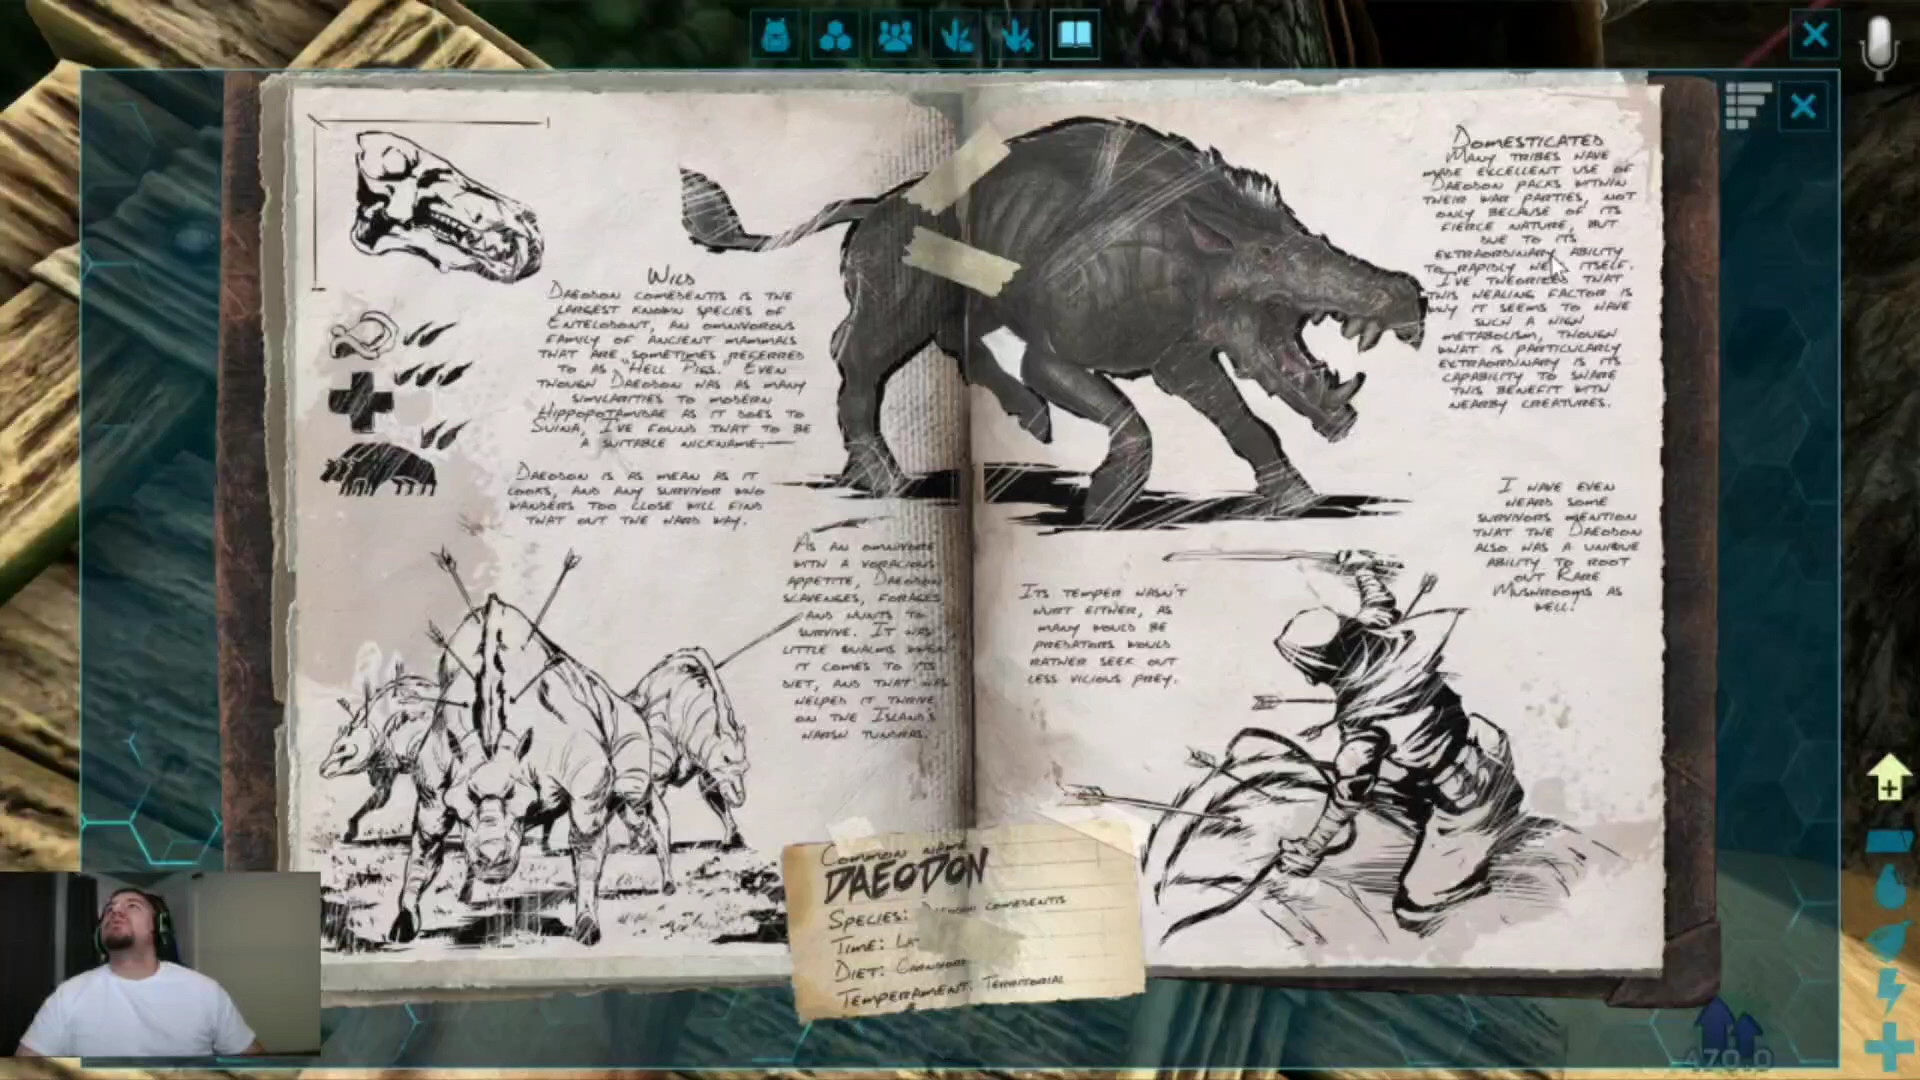 Wild
Daeodon comedentis is the
largest known species of
Entelodont, an omnivorous
family of ancient mammals
that are sometimes referred
to as "Hell Pigs." Even
though Daeodon has as many
similarities to modern
Hippopotamidae as it does to
Suina, I've found that to be
a suitable nickname.
Daeodon is as mean as it
looks, and any survivor who
wanders too close will find
that out the hard way.
As an omnivore
with a voracious
appetite, Daeodon
scavenges, forages
and hunts to
survive. It has
little qualms when
it comes to its
diet, and that has
helped it thrive
on the Island's
harsh tundras.
Its temper hasn't
hurt either, as
many would be
predators would
rather seek out
less vicious prey.
Domesticated
Many tribes have
made excellent use of
Daeodon packs within
their war parties, not
only because of its
fierce nature, but
due to its
extraordinary ability
to rapidly itself.
I've theorized that
this healing factor is
why it seems to have
such a high
metabolism, though
what is particularly
extraordinary is its
capability to share
this benefit with
nearby creatures.
I have even
heard some
survivors mention
that the Daeodon
also has a unique
ability to root
out Rare
Mushrooms as
well!
Common name
DAEODON
Species: comedentis
Time:
Diet: Carnivore
Temperament: Territorial
470.0